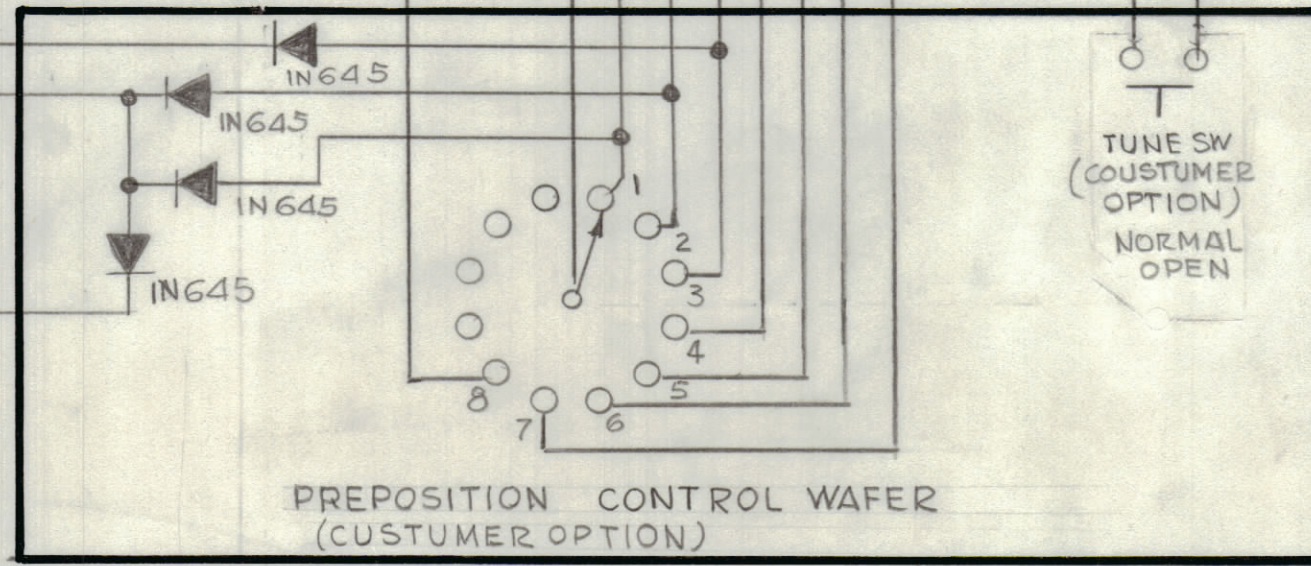 IN645
IN645
IN645
IN645
1
2
3
4
5
6
7
8
PREPOSITION CONTROL WAFER
(CUSTUMER OPTION)
TUNE SW
(COUSTUMER
OPTION)
NORMAL
OPEN